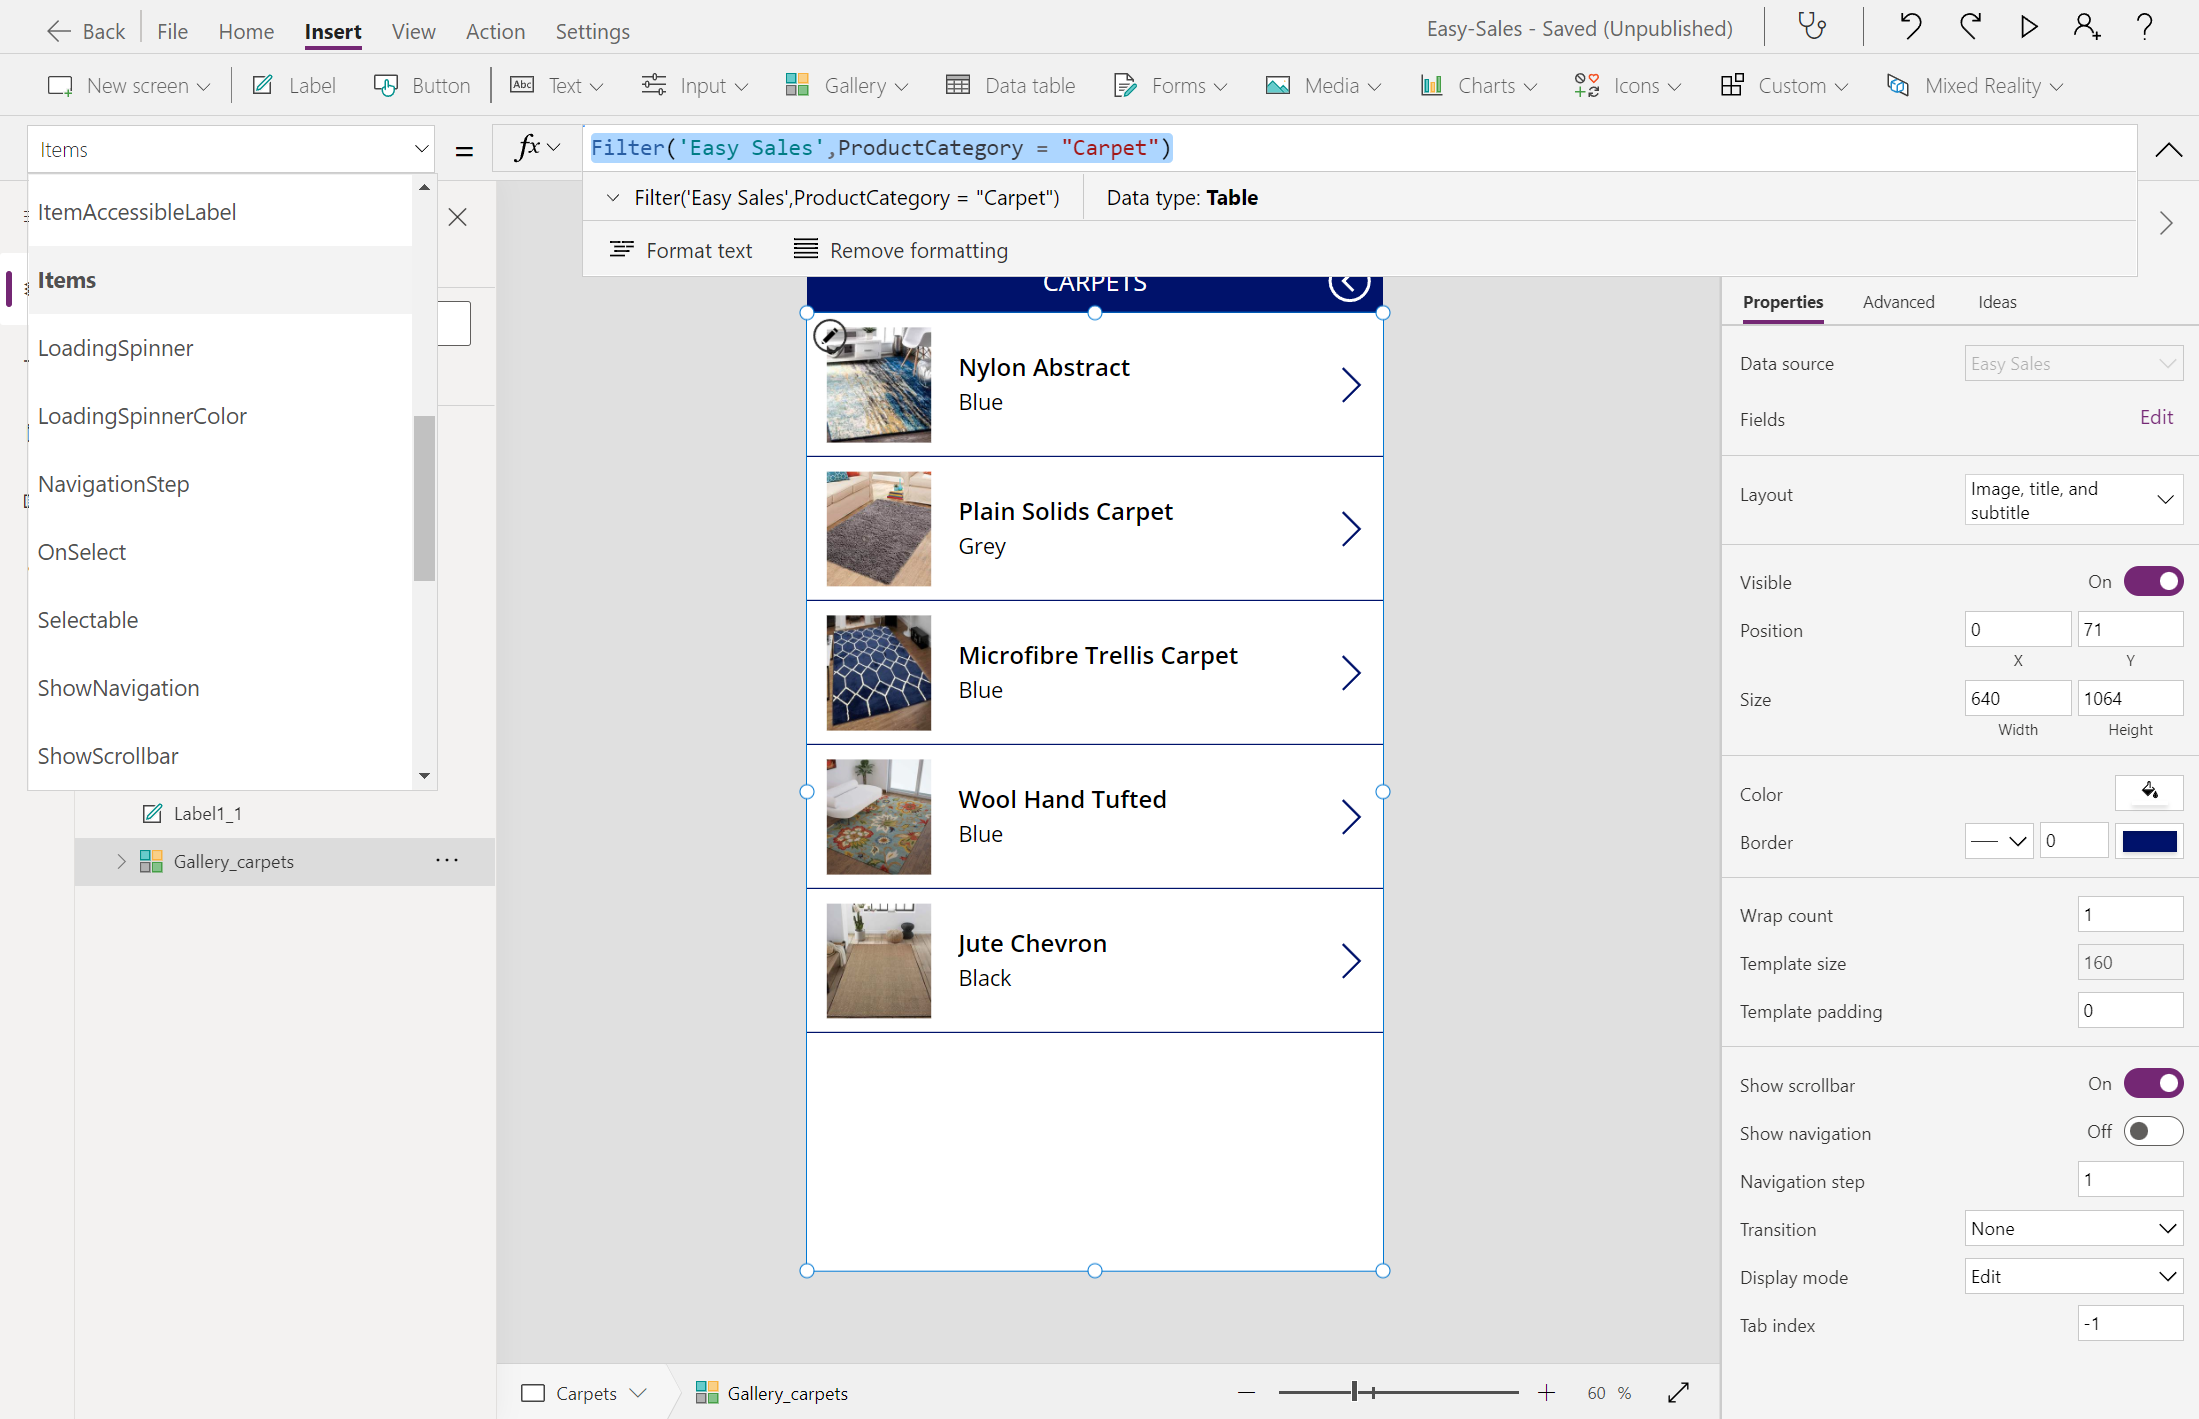 Back File Home Insert View Action Settings
Easy-Sales - Saved (Unpublished)
New screen Label Button Abc Text Input Gallery Data table Forms Media Charts Icons Custom Mixed Reality
Items = fx Filter('Easy Sales',ProductCategory = "Carpet")
Filter('Easy Sales',ProductCategory = "Carpet") Data type: Table
Format text Remove formatting
ItemAccessibleLabel
Items
LoadingSpinner
LoadingSpinnerColor
NavigationStep
OnSelect
Selectable
ShowNavigation
ShowScrollbar
Label1_1
Gallery_carpets
CARPETS
Nylon Abstract
Blue
Plain Solids Carpet
Grey
Microfibre Trellis Carpet
Blue
Wool Hand Tufted
Blue
Jute Chevron
Black
Properties Advanced Ideas
Data source Easy Sales
Fields Edit
Layout Image, title, and
subtitle
Visible On
Position 0 71
X Y
Size 640 1064
Width Height
Color
Border 0
Wrap count 1
Template size 160
Template padding 0
Show scrollbar On
Show navigation Off
Navigation step 1
Transition None
Display mode Edit
Tab index -1
Carpets Gallery_carpets 60 %